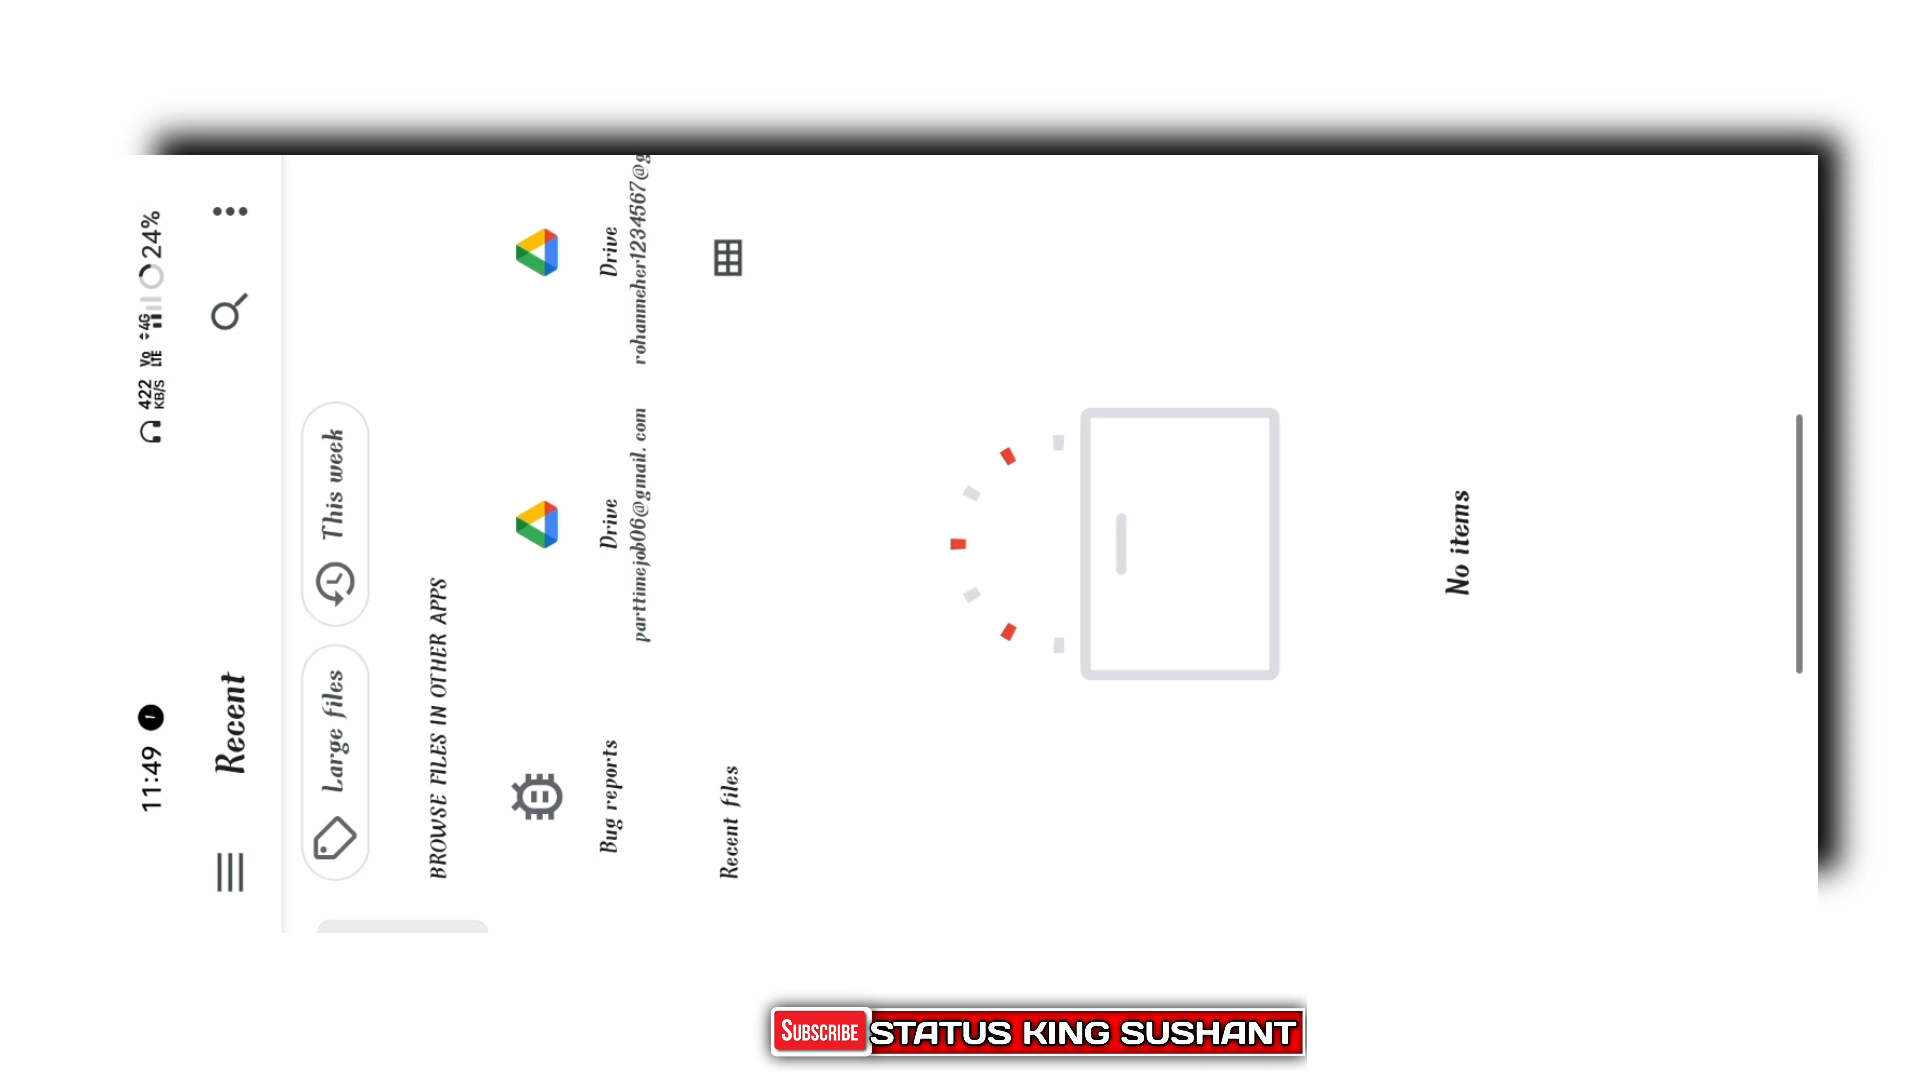 11:49
422 KB/S Vo LTE 4G 24%
Recent
Large files
This week
BROWSE FILES IN OTHER APPS
Bug reports
Drive
parttimejob06@gmail.com
Drive
rohanmeher1234567@g
Recent files
No items
SUBSCRIBE STATUS KING SUSHANT